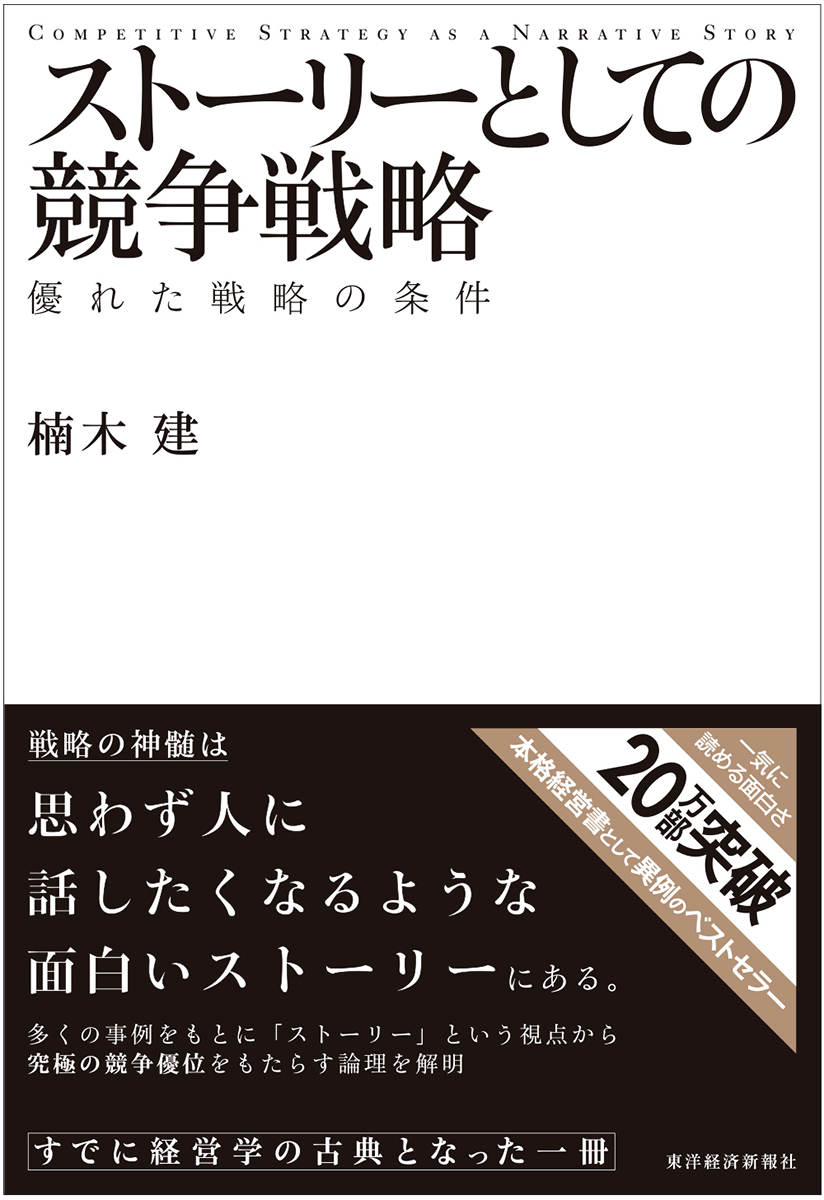 COMPETITIVE STRATEGY AS A NARRATIVE STORY
ストーリーとしての
競争戦略
優れた戦略の条件
楠木 建
戦略の神髄は
思わず人に
話したくなるような
面白いストーリーにある。
多くの事例をもとに「ストーリー」という視点から
究極の競争優位をもたらす論理を解明
すでに経営学の古典となった一冊
一気に
読める面白さ
20万部突破
本格経営書として異例のベストセラー
東洋経済新報社